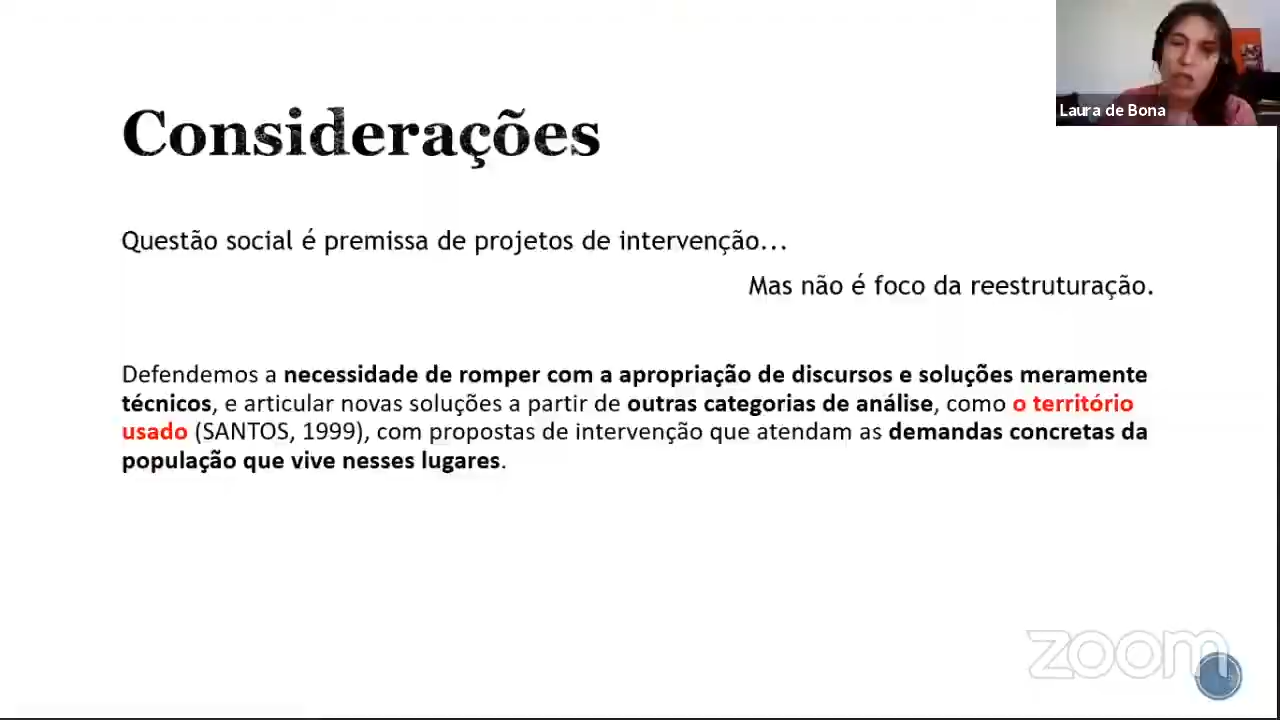 Laura de Bona
Considerações
Questão social é premissa de projetos de intervenção...
Mas não é foco da reestruturação.
Defendemos a necessidade de romper com a apropriação de discursos e soluções meramente
técnicos, e articular novas soluções a partir de outras categorias de análise, como o território
usado (SANTOS, 1999), com propostas de intervenção que atendam as demandas concretas da
população que vive nesses lugares.
zoom